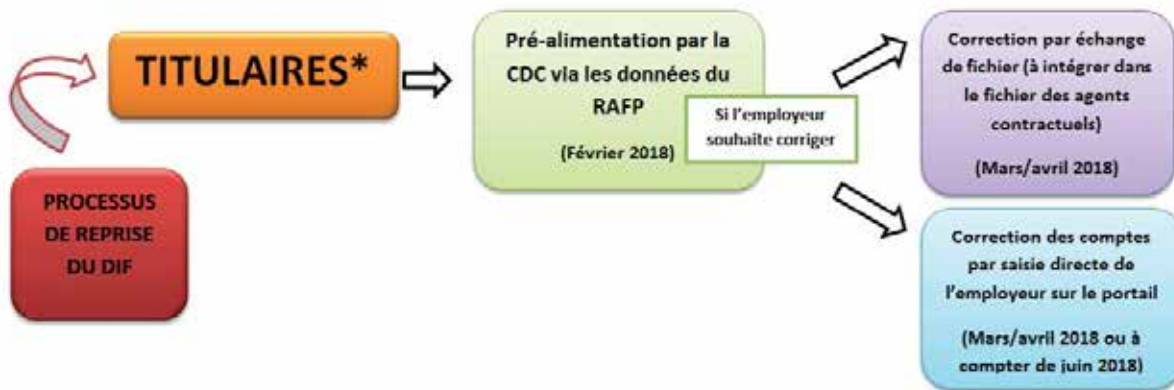 PROCESSUS
DE REPRISE
DU DIF
TITULAIRES*
Pré-alimentation par la
CDC via les données du
RAFP
(Février 2018)
Si l'employeur
souhaite corriger
Correction par échange
de fichier (à intégrer dans
le fichier des agents
contractuels)
(Mars/avril 2018)
Correction des comptes
par saisie directe de
l'employeur sur le portail
(Mars/avril 2018 ou à
compter de juin 2018)